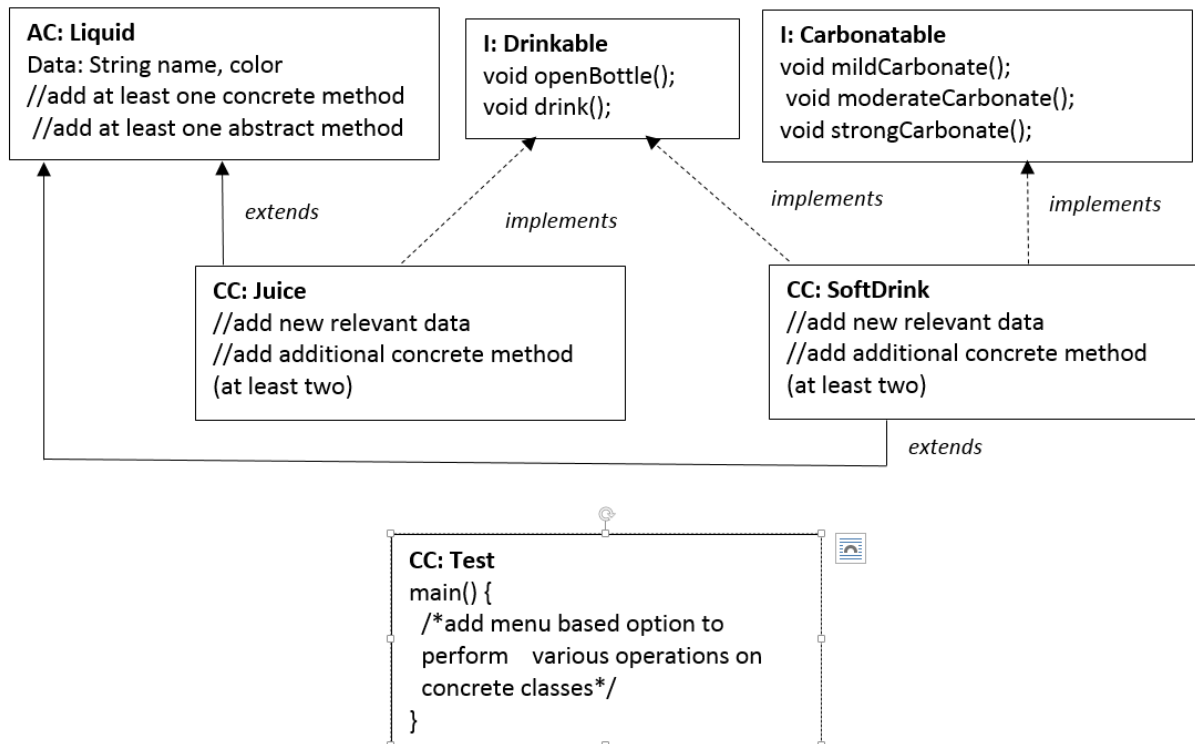 AC: Liquid
Data: String name, color
//add at least one concrete method
//add at least one abstract method
I: Drinkable
void openBottle();
void drink();
I: Carbonatable
void mildCarbonate();
void moderateCarbonate();
void strongCarbonate();
extends
implements
implements
implements
CC: Juice
//add new relevant data
//add additional concrete method
(at least two)
CC: SoftDrink
//add new relevant data
//add additional concrete method
(at least two)
extends
CC: Test
main() {
/*add menu based option to
perform various operations on
concrete classes*/
}